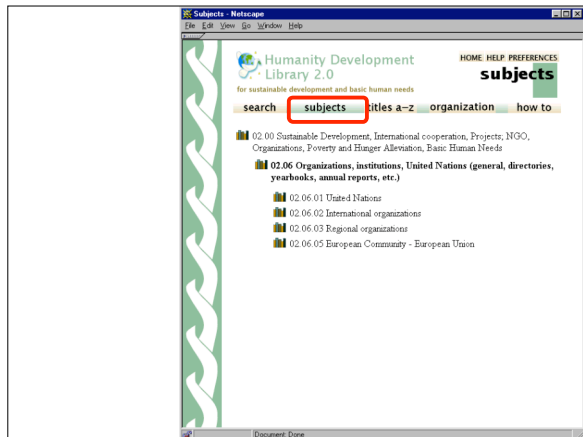 Subjects - Netscape
File Edit View Go Window Help
Humanity Development
Library 2.0
for sustainable development and basic human needs
HOME HELP PREFERENCES
subjects
search subjects titles a-z organization how to
02.00 Sustainable Development, International cooperation, Projects; NGO,
Organizations, Poverty and Hunger Alleviation, Basic Human Needs
02.06 Organizations, institutions, United Nations (general, directories,
yearbooks, annual reports, etc.)
02.06.01 United Nations
02.06.02 International organizations
02.06.03 Regional organizations
02.06.05 European Community - European Union
Document: Done